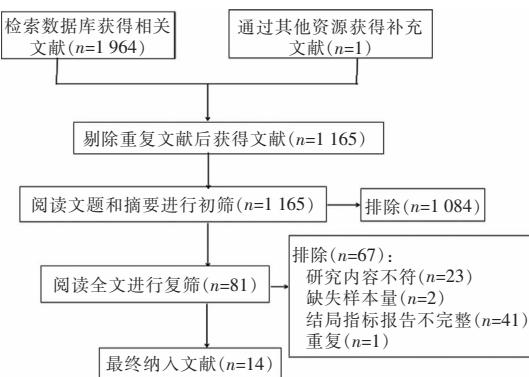 检索数据库获得相关
文献(n=1 964)
通过其他资源获得补充
文献(n=1)
剔除重复文献后获得文献(n=1 165)
阅读文题和摘要进行初筛(n=1 165)
排除(n=1 084)
阅读全文进行复筛(n=81)
排除(n=67)：
研究内容不符(n=23)
缺失样本量(n=2)
结局指标报告不完整(n=41)
重复(n=1)
最终纳入文献(n=14)